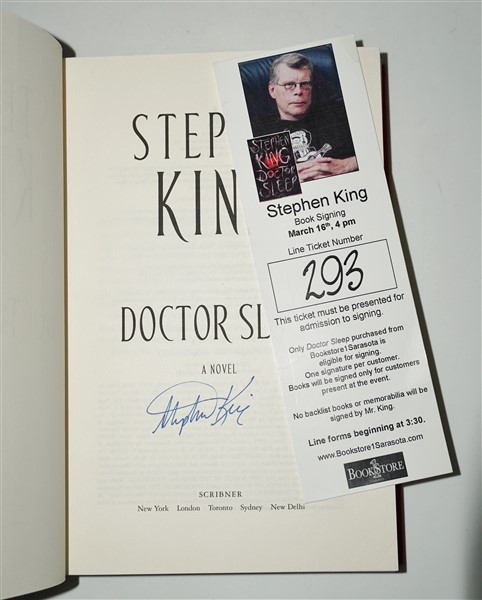 STEP
KIN
DOCTOR SL
A NOVEL
Stephen King
SCRIBNER
New York London Toronto Sydney New Delhi
STEPHEN
KING
DOCTOR
SLEEP
Stephen King
Book Signing
March 16th, 4 pm
Line Ticket Number
293
This ticket must be presented for
admission to signing.
Only Doctor Sleep purchased from
Bookstore1Sarasota is
eligible for signing.
One signature per customer.
Books will be signed only for customers
present at the event.
No backlist books or memorabilia will be
signed by Mr. King.
Line forms beginning at 3:30.
www.Bookstore1Sarasota.com
BOOKSTORE